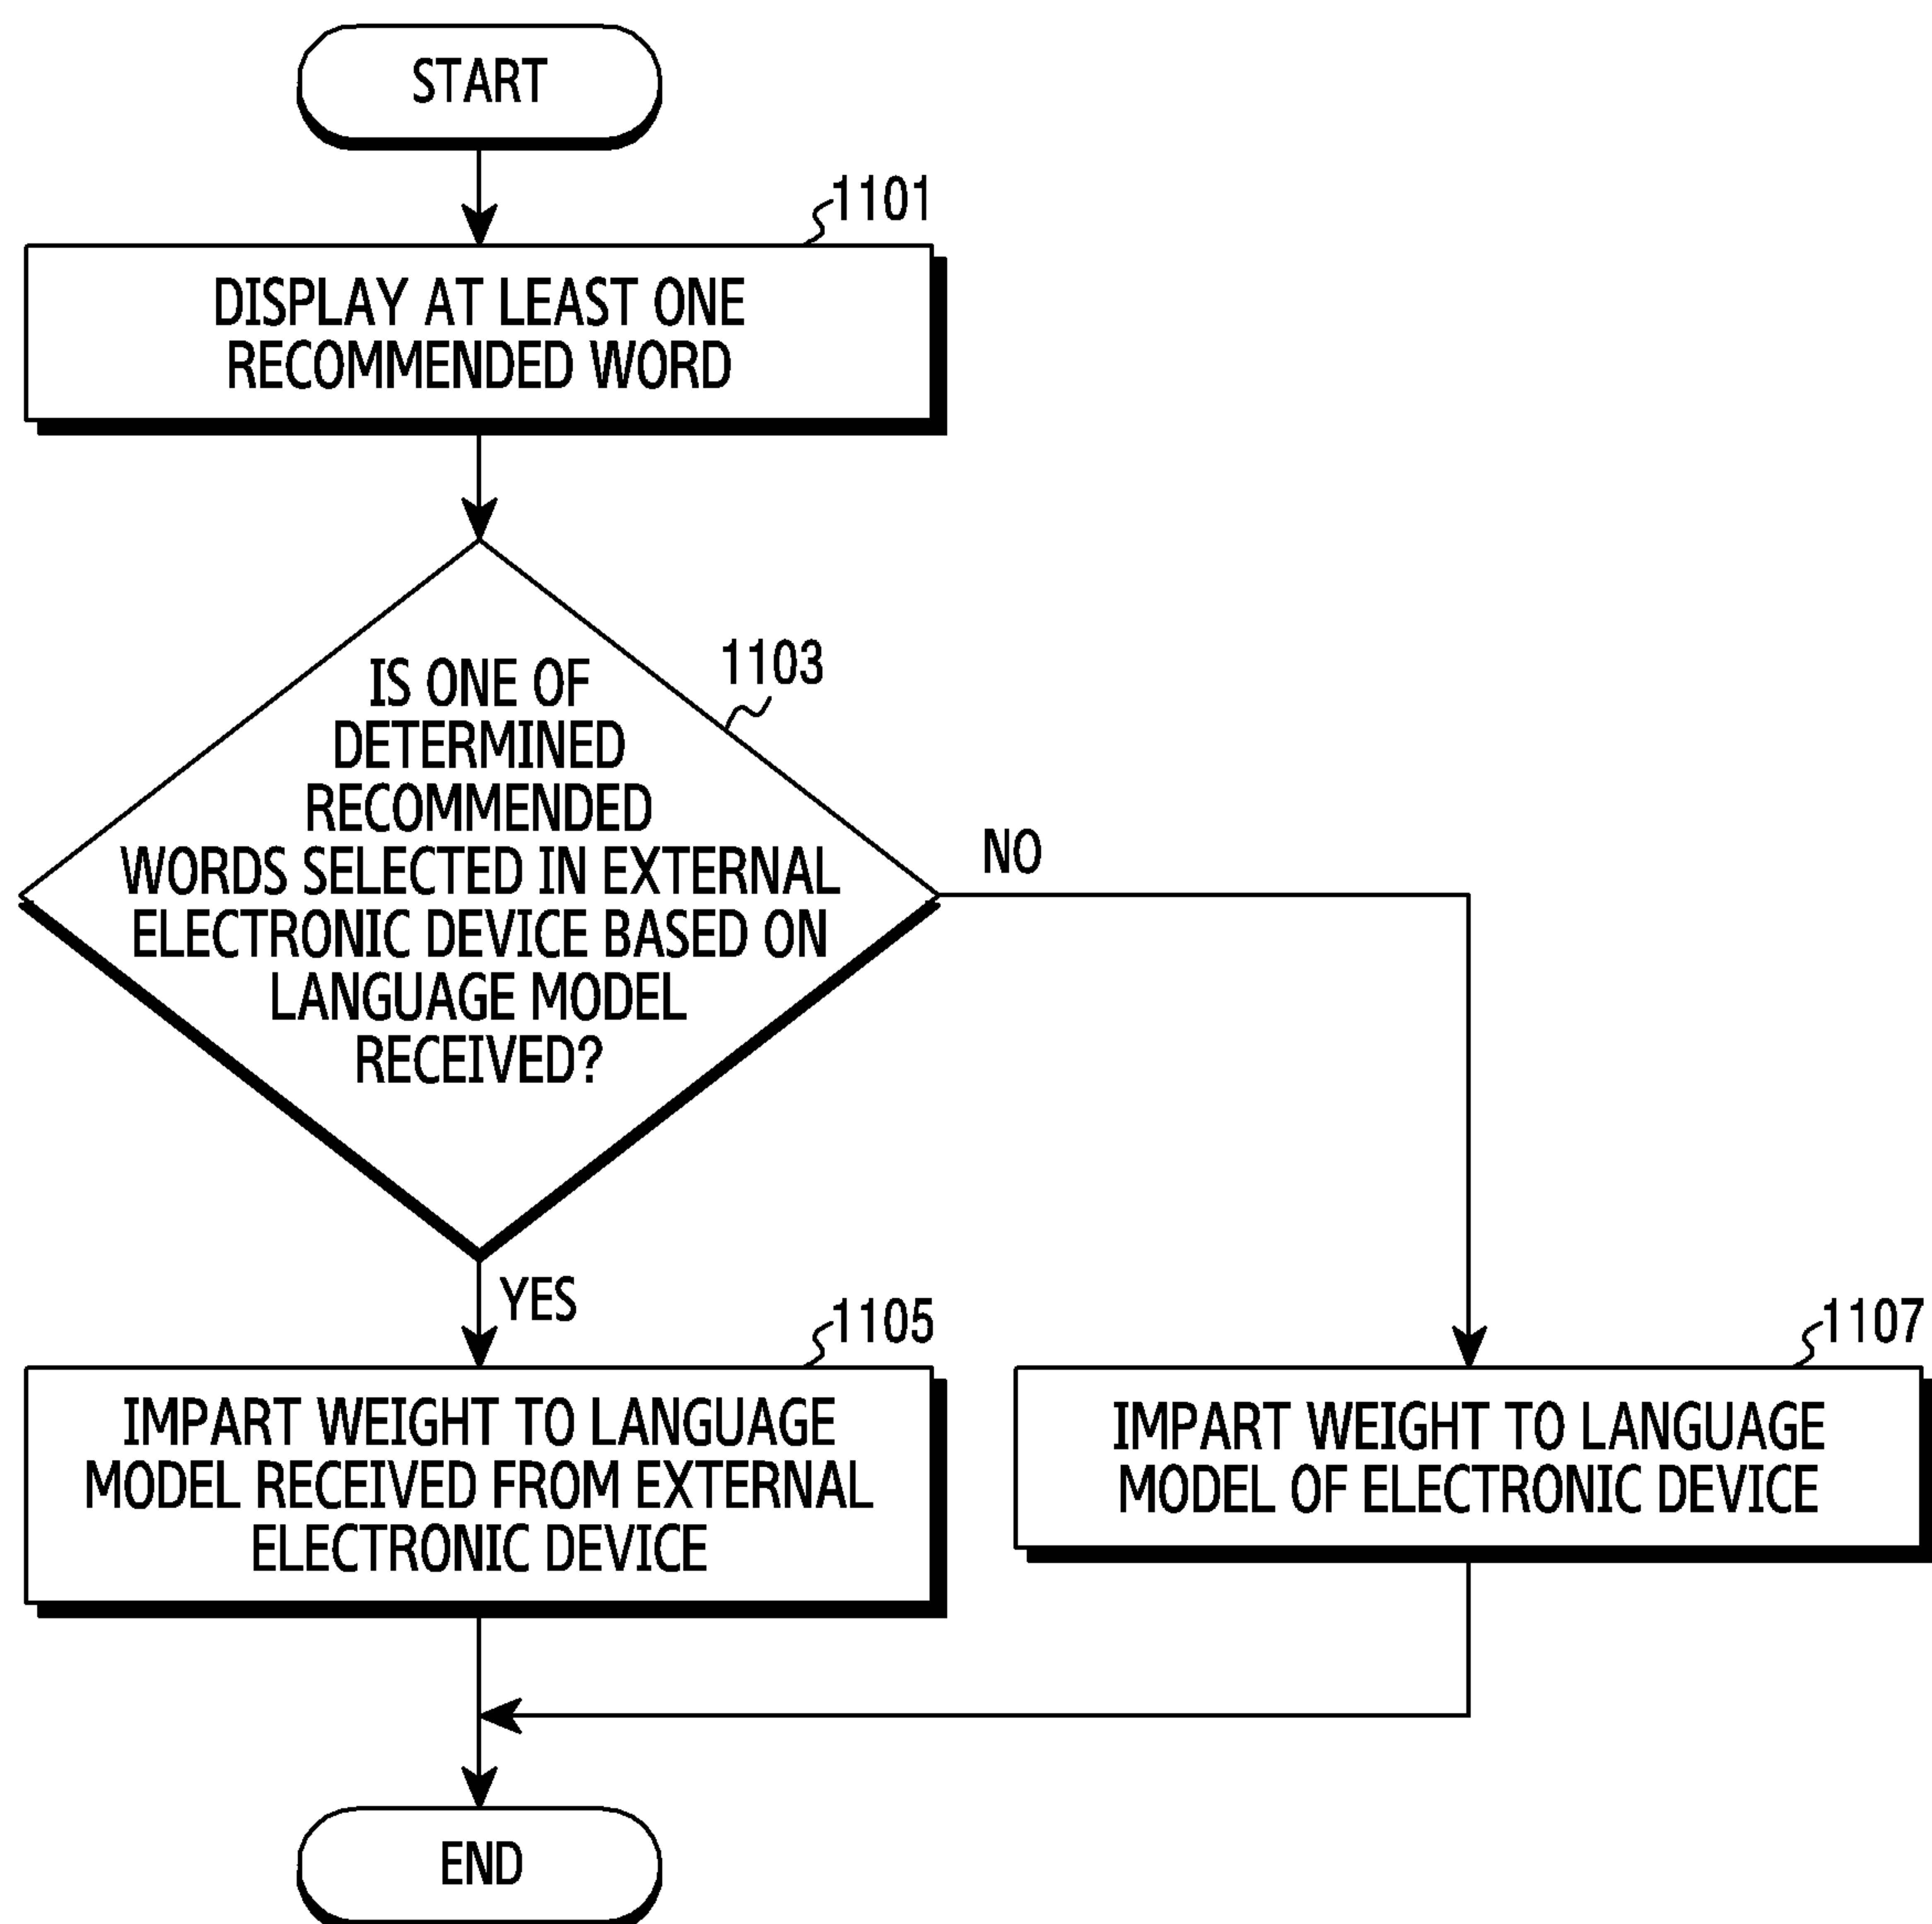 START
1101
DISPLAY AT LEAST ONE
RECOMMENDED WORD
1103
IS ONE OF
DETERMINED
RECOMMENDED
WORDS SELECTED IN EXTERNAL
ELECTRONIC DEVICE BASED ON
LANGUAGE MODEL
RECEIVED?
NO
YES
1105
IMPART WEIGHT TO LANGUAGE
MODEL RECEIVED FROM EXTERNAL
ELECTRONIC DEVICE
1107
IMPART WEIGHT TO LANGUAGE
MODEL OF ELECTRONIC DEVICE
END